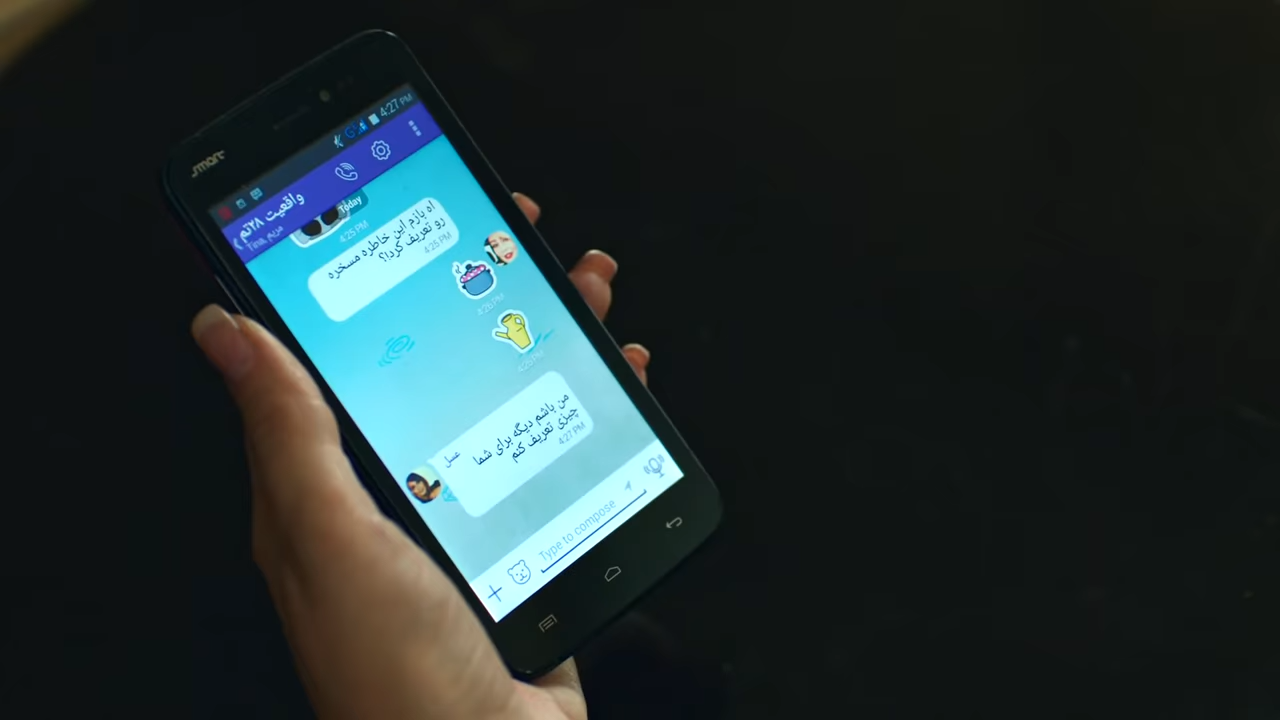 smart
4:27 PM
واقعیت ۲۸تم
Tina, مریم
Today
4:25 PM
اه بازم این خاطره مسخره
رو تعریف کردا؟
4:25 PM
4:26 PM
4:26 PM
عسل
من باشم دیگه برای شما
چیزی تعریف کنم
4:27 PM
Type to compose